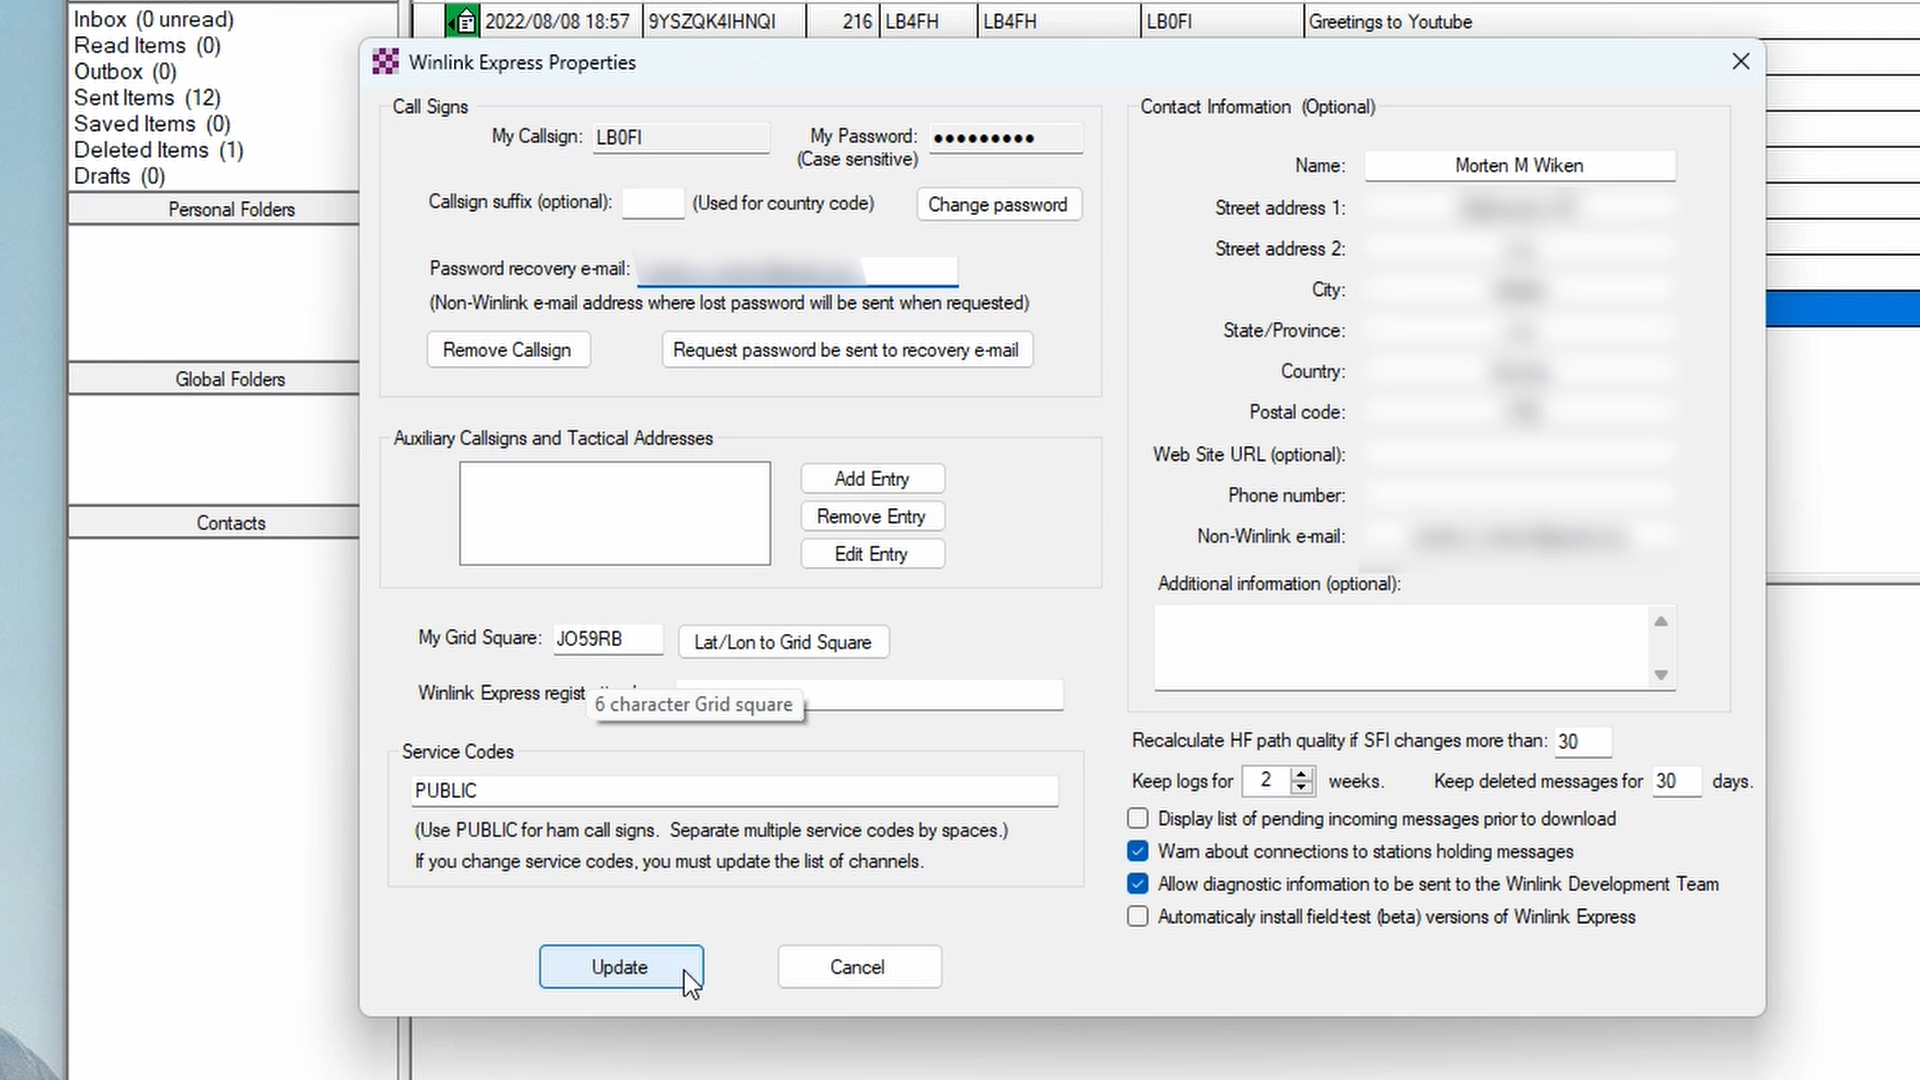 Inbox (0 unread)
Read Items (0)
Outbox (0)
Sent Items (12)
Saved Items (0)
Deleted Items (1)
Drafts (0)
Personal Folders
Global Folders
Contacts
2022/08/08 18:57 9YSZQK4IHNQI 216 LB4FH LB4FH LB0FI Greetings to Youtube
Winlink Express Properties
Call Signs
My Callsign: LB0FI My Password: ●●●●●●●●●
(Case sensitive)
Callsign suffix (optional): (Used for country code) Change password
Password recovery e-mail:
(Non-Winlink e-mail address where lost password will be sent when requested)
Remove Callsign Request password be sent to recovery e-mail
Auxiliary Callsigns and Tactical Addresses
Add Entry
Remove Entry
Edit Entry
My Grid Square: JO59RB Lat/Lon to Grid Square
Winlink Express
6 character Grid square
Service Codes
PUBLIC
(Use PUBLIC for ham call signs. Separate multiple service codes by spaces.)
If you change service codes, you must update the list of channels.
Update Cancel
Contact Information (Optional)
Name: Morten M Wiken
Street address 1:
Street address 2:
City:
State/Province:
Country:
Postal code:
Web Site URL (optional):
Phone number:
Non-Winlink e-mail:
Additional information (optional):
Recalculate HF path quality if SFI changes more than: 30
Keep logs for 2 weeks. Keep deleted messages for 30 days.
Display list of pending incoming messages prior to download
Warn about connections to stations holding messages
Allow diagnostic information to be sent to the Winlink Development Team
Automaticaly install field-test (beta) versions of Winlink Express